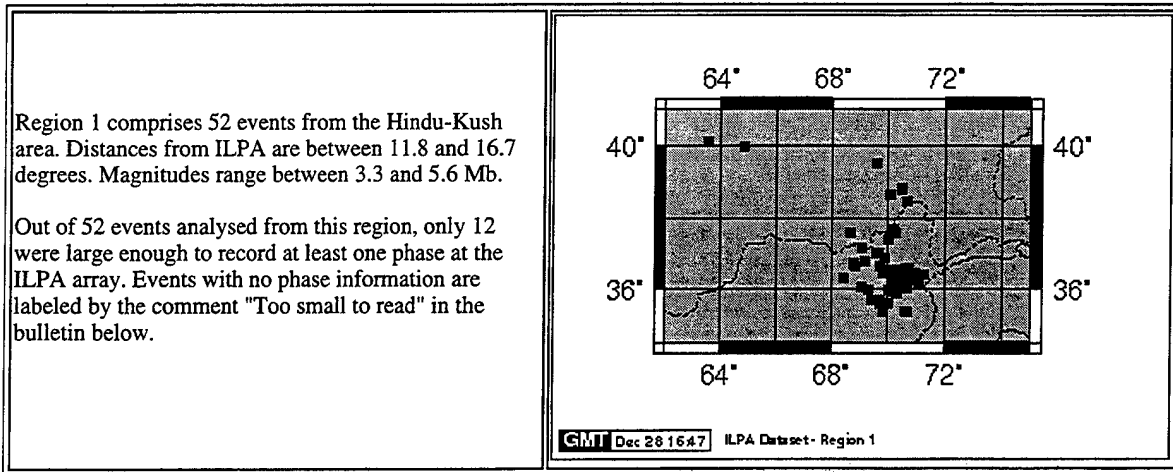 Region 1 comprises 52 events from the Hindu-Kush
area. Distances from ILPA are between 11.8 and 16.7
degrees. Magnitudes range between 3.3 and 5.6 Mb.
Out of 52 events analysed from this region, only 12
were large enough to record at least one phase at the
ILPA array. Events with no phase information are
labeled by the comment "Too small to read" in the
bulletin below.
64° 68° 72°
40° 40°
36° 36°
64° 68° 72°
GMT Dec 28 16:47 ILPA Dataset - Region 1